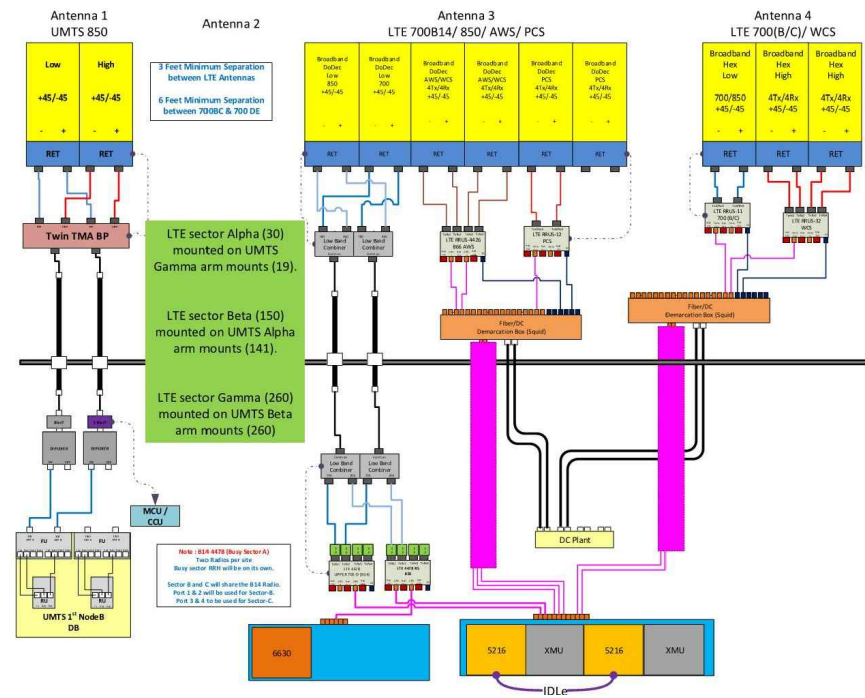 Antenna 1
UMTS 850
Antenna 2
Antenna 3
LTE 700B14/ 850/ AWS/ PCS
Antenna 4
LTE 700(B/C)/ WCS
Low
+45/-45
- +
High
+45/-45
- +
RET
RET
3 Feet Minimum Separation
between LTE Antennas
6 Feet Minimum Separation
between 700BC & 700 DE
Broadband
DoDec
Low
850
+45/-45
- +
Broadband
DoDec
Low
700
+45/-45
- +
Broadband
DoDec
AWS/WCS
4Tx/4Rx
+45/-45
- +
Broadband
DoDec
AWS/WCS
4Tx/4Rx
+45/-45
- +
Broadband
DoDec
PCS
4Tx/4Rx
+45/-45
- +
Broadband
DoDec
PCS
4Tx/4Rx
+45/-45
- +
RET
RET
RET
RET
RET
RET
Broadband
Hex
Low
700/850
+45/-45
- +
Broadband
Hex
High
4Tx/4Rx
+45/-45
- +
Broadband
Hex
High
4Tx/4Rx
+45/-45
- +
RET
RET
RET
Twin TMA BP
LTE sector Alpha (30)
mounted on UMTS
Gamma arm mounts (19).
LTE sector Beta (150)
mounted on UMTS Alpha
arm mounts (141).
LTE sector Gamma (260)
mounted on UMTS Beta
arm mounts (260)
Low Band
Combiner
Low Band
Combiner
LTE RRUS-4426
B66 AWS
LTE RRUS-12
PCS
LTE RRUS-11
700 (B/C)
LTE RRUS-32
WCS
Fiber/DC
Demarcation Box (Squid)
Fiber/DC
Demarcation Box (Squid)
Low Band
Combiner
Low Band
Combiner
MCU /
CCU
DC Plant
FU
FU
RU
RU
UMTS 1st NodeB
DB
Note : B14 4478 (Busy Sector A)
Two Radios per site
Busy sector RRH will be on its own.
Sector B and C will share the B14 Radio.
Port 1 & 2 will be used for Sector-B.
Port 3 & 4 to be used for Sector-C.
6630
5216
XMU
5216
XMU
IDLe